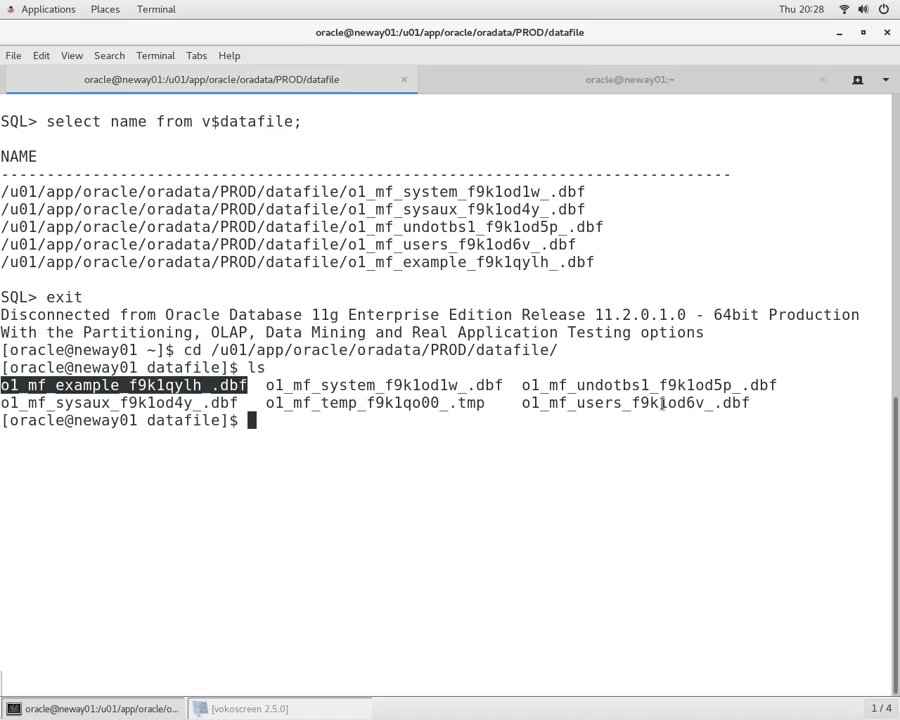 Applications Places Terminal Thu 20:28
oracle@neway01:/u01/app/oracle/oradata/PROD/datafile
File Edit View Search Terminal Tabs Help
oracle@neway01:/u01/app/oracle/oradata/PROD/datafile oracle@neway01:~
SQL> select name from v$datafile;
NAME
--------------------------------------------------------------------------------
/u01/app/oracle/oradata/PROD/datafile/o1_mf_system_f9k1od1w_.dbf
/u01/app/oracle/oradata/PROD/datafile/o1_mf_sysaux_f9k1od4y_.dbf
/u01/app/oracle/oradata/PROD/datafile/o1_mf_undotbs1_f9k1od5p_.dbf
/u01/app/oracle/oradata/PROD/datafile/o1_mf_users_f9k1od6v_.dbf
/u01/app/oracle/oradata/PROD/datafile/o1_mf_example_f9k1qylh_.dbf
SQL> exit
Disconnected from Oracle Database 11g Enterprise Edition Release 11.2.0.1.0 - 64bit Production
With the Partitioning, OLAP, Data Mining and Real Application Testing options
[oracle@neway01 ~]$ cd /u01/app/oracle/oradata/PROD/datafile/
[oracle@neway01 datafile]$ ls
o1_mf_example_f9k1qylh_.dbf o1_mf_system_f9k1od1w_.dbf o1_mf_undotbs1_f9k1od5p_.dbf
o1_mf_sysaux_f9k1od4y_.dbf o1_mf_temp_f9k1qo00_.tmp o1_mf_users_f9k1od6v_.dbf
[oracle@neway01 datafile]$
oracle@neway01:/u01/app/oracle/o... [vokoscreen 2.5.0] 1 / 4